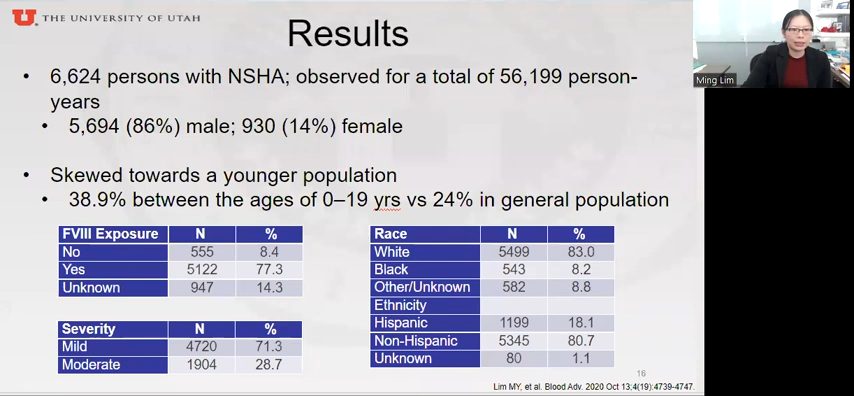 THE UNIVERSITY OF UTAH
Results
• 6,624 persons with NSHA; observed for a total of 56,199 person-
years
• 5,694 (86%) male; 930 (14%) female
• Skewed towards a younger population
• 38.9% between the ages of 0–19 yrs vs 24% in general population
FVIII Exposure N %
No 555 8.4
Yes 5122 77.3
Unknown 947 14.3
Severity N %
Mild 4720 71.3
Moderate 1904 28.7
Race N %
White 5499 83.0
Black 543 8.2
Other/Unknown 582 8.8
Ethnicity
Hispanic 1199 18.1
Non-Hispanic 5345 80.7
Unknown 80 1.1
16
Lim MY, et al. Blood Adv. 2020 Oct 13;4(19):4739-4747.
Ming Lim